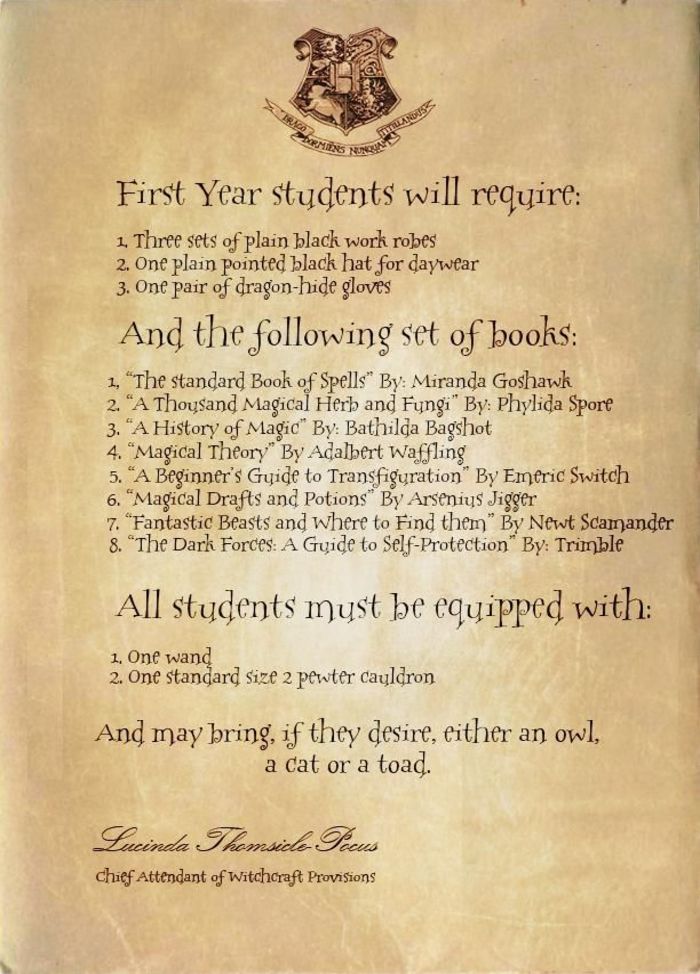 DRACO DORMIENS NUNQUAM TITILLANDUS
First Year students will require:
1. Three sets of plain black work robes
2. One plain pointed black hat for daywear
3. One pair of dragon-hide gloves
And the following set of books:
1, “The standard Book of Spells” By: Miranda Goshawk
2. “A Thousand Magical Herb and Fungi” By: Phylida Spore
3. “A History of Magic” By: Bathilda Bagshot
4. “Magical Theory” By Adalbert Waffling
5. “A Beginner’s Guide to Transfiguration” By Emeric Switch
6. “Magical Drafts and Potions” By Arsenius Jigger
7. “Fantastic Beasts and Where to Find them” By Newt Scamander
8. “The Dark Forces: A Guide to Self-Protection” By: Trimble
All students must be equipped with:
1. One wand
2. One standard size 2 pewter cauldron
And may bring, if they desire, either an owl,
a cat or a toad.
Lucinda Thomsicle-Pocus
Chief Attendant of Witchcraft Provisions